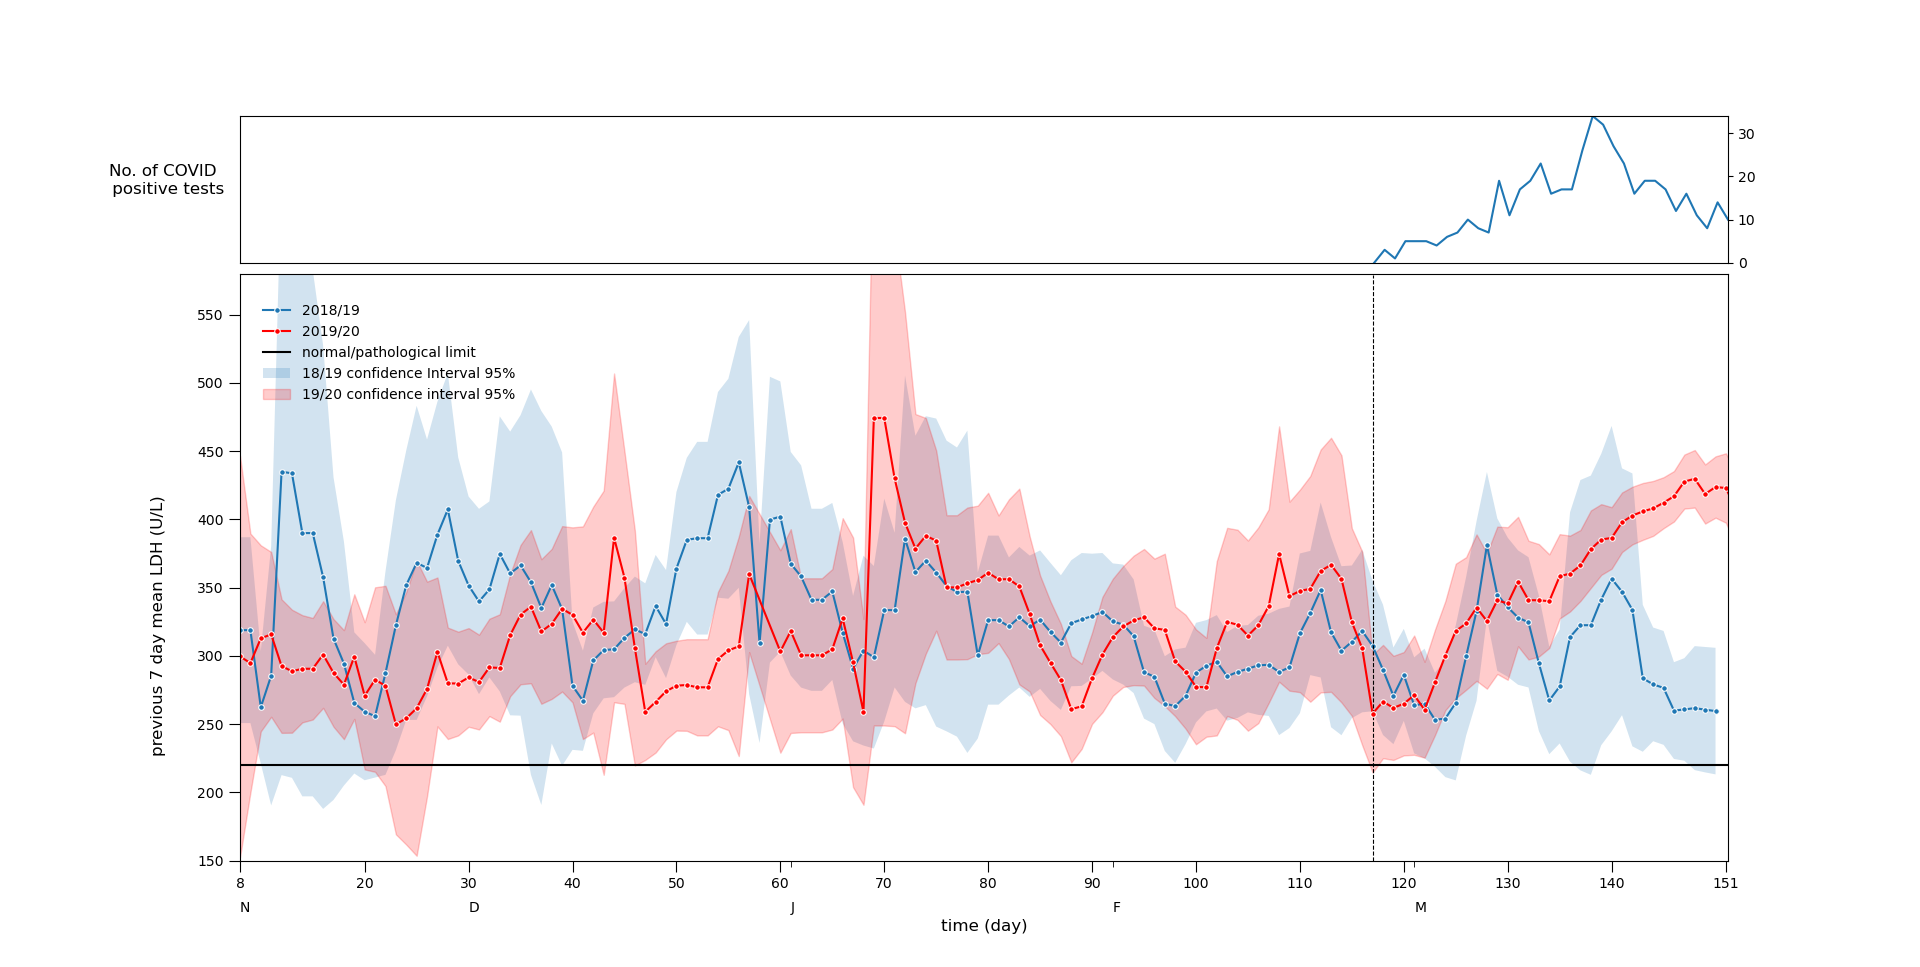 No. of COVID
positive tests
30
20
10
0
550
500
450
400
350
300
250
200
150
2018/19
2019/20
normal/pathological limit
18/19 confidence Interval 95%
19/20 confidence interval 95%
previous 7 day mean LDH (U/L)
8 20 30 40 50 60 70 80 90 100 110 120 130 140 151
N D J F M
time (day)